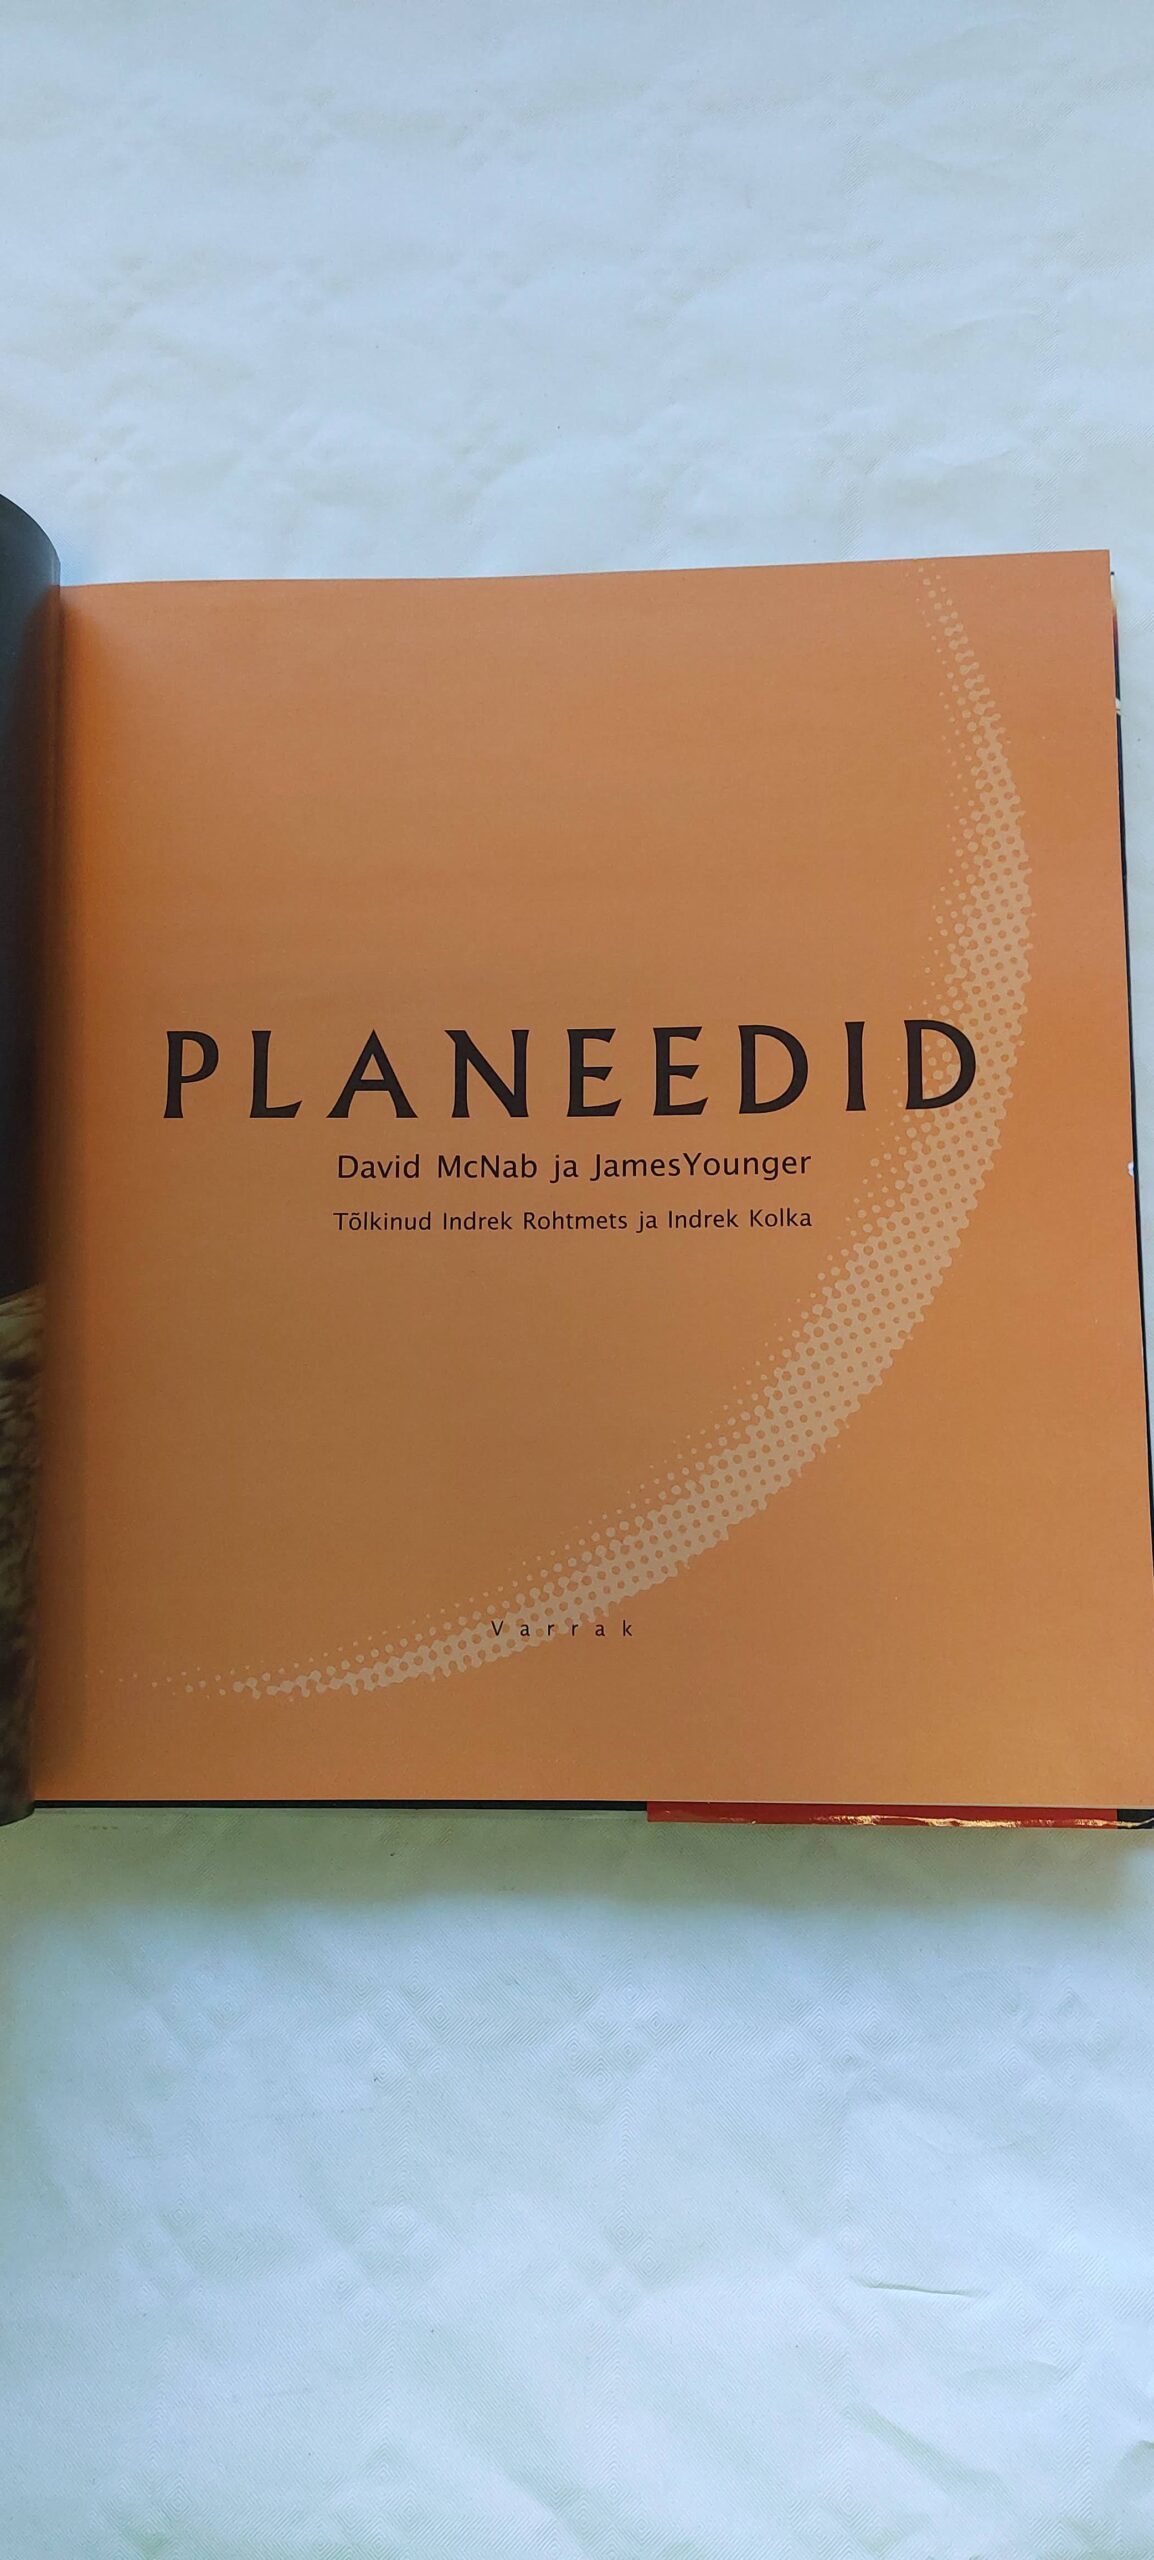 PLANEEDID
David McNab ja JamesYounger
Tõlkinud Indrek Rohtmets ja Indrek Kolka
Varrak